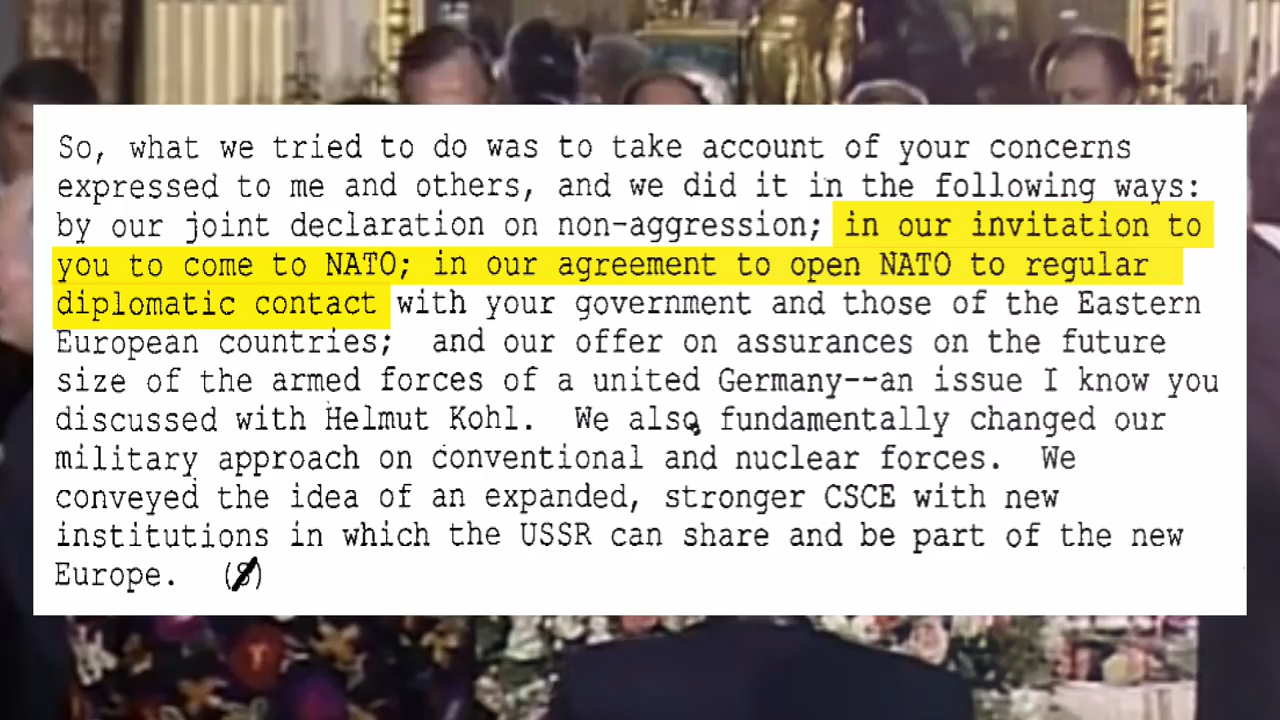 So, what we tried to do was to take account of your concerns
expressed to me and others, and we did it in the following ways:
by our joint declaration on non-aggression; in our invitation to
you to come to NATO; in our agreement to open NATO to regular
diplomatic contact with your government and those of the Eastern
European countries; and our offer on assurances on the future
size of the armed forces of a united Germany--an issue I know you
discussed with Helmut Kohl. We also fundamentally changed our
military approach on conventional and nuclear forces. We
conveyed the idea of an expanded, stronger CSCE with new
institutions in which the USSR can share and be part of the new
Europe. (S)